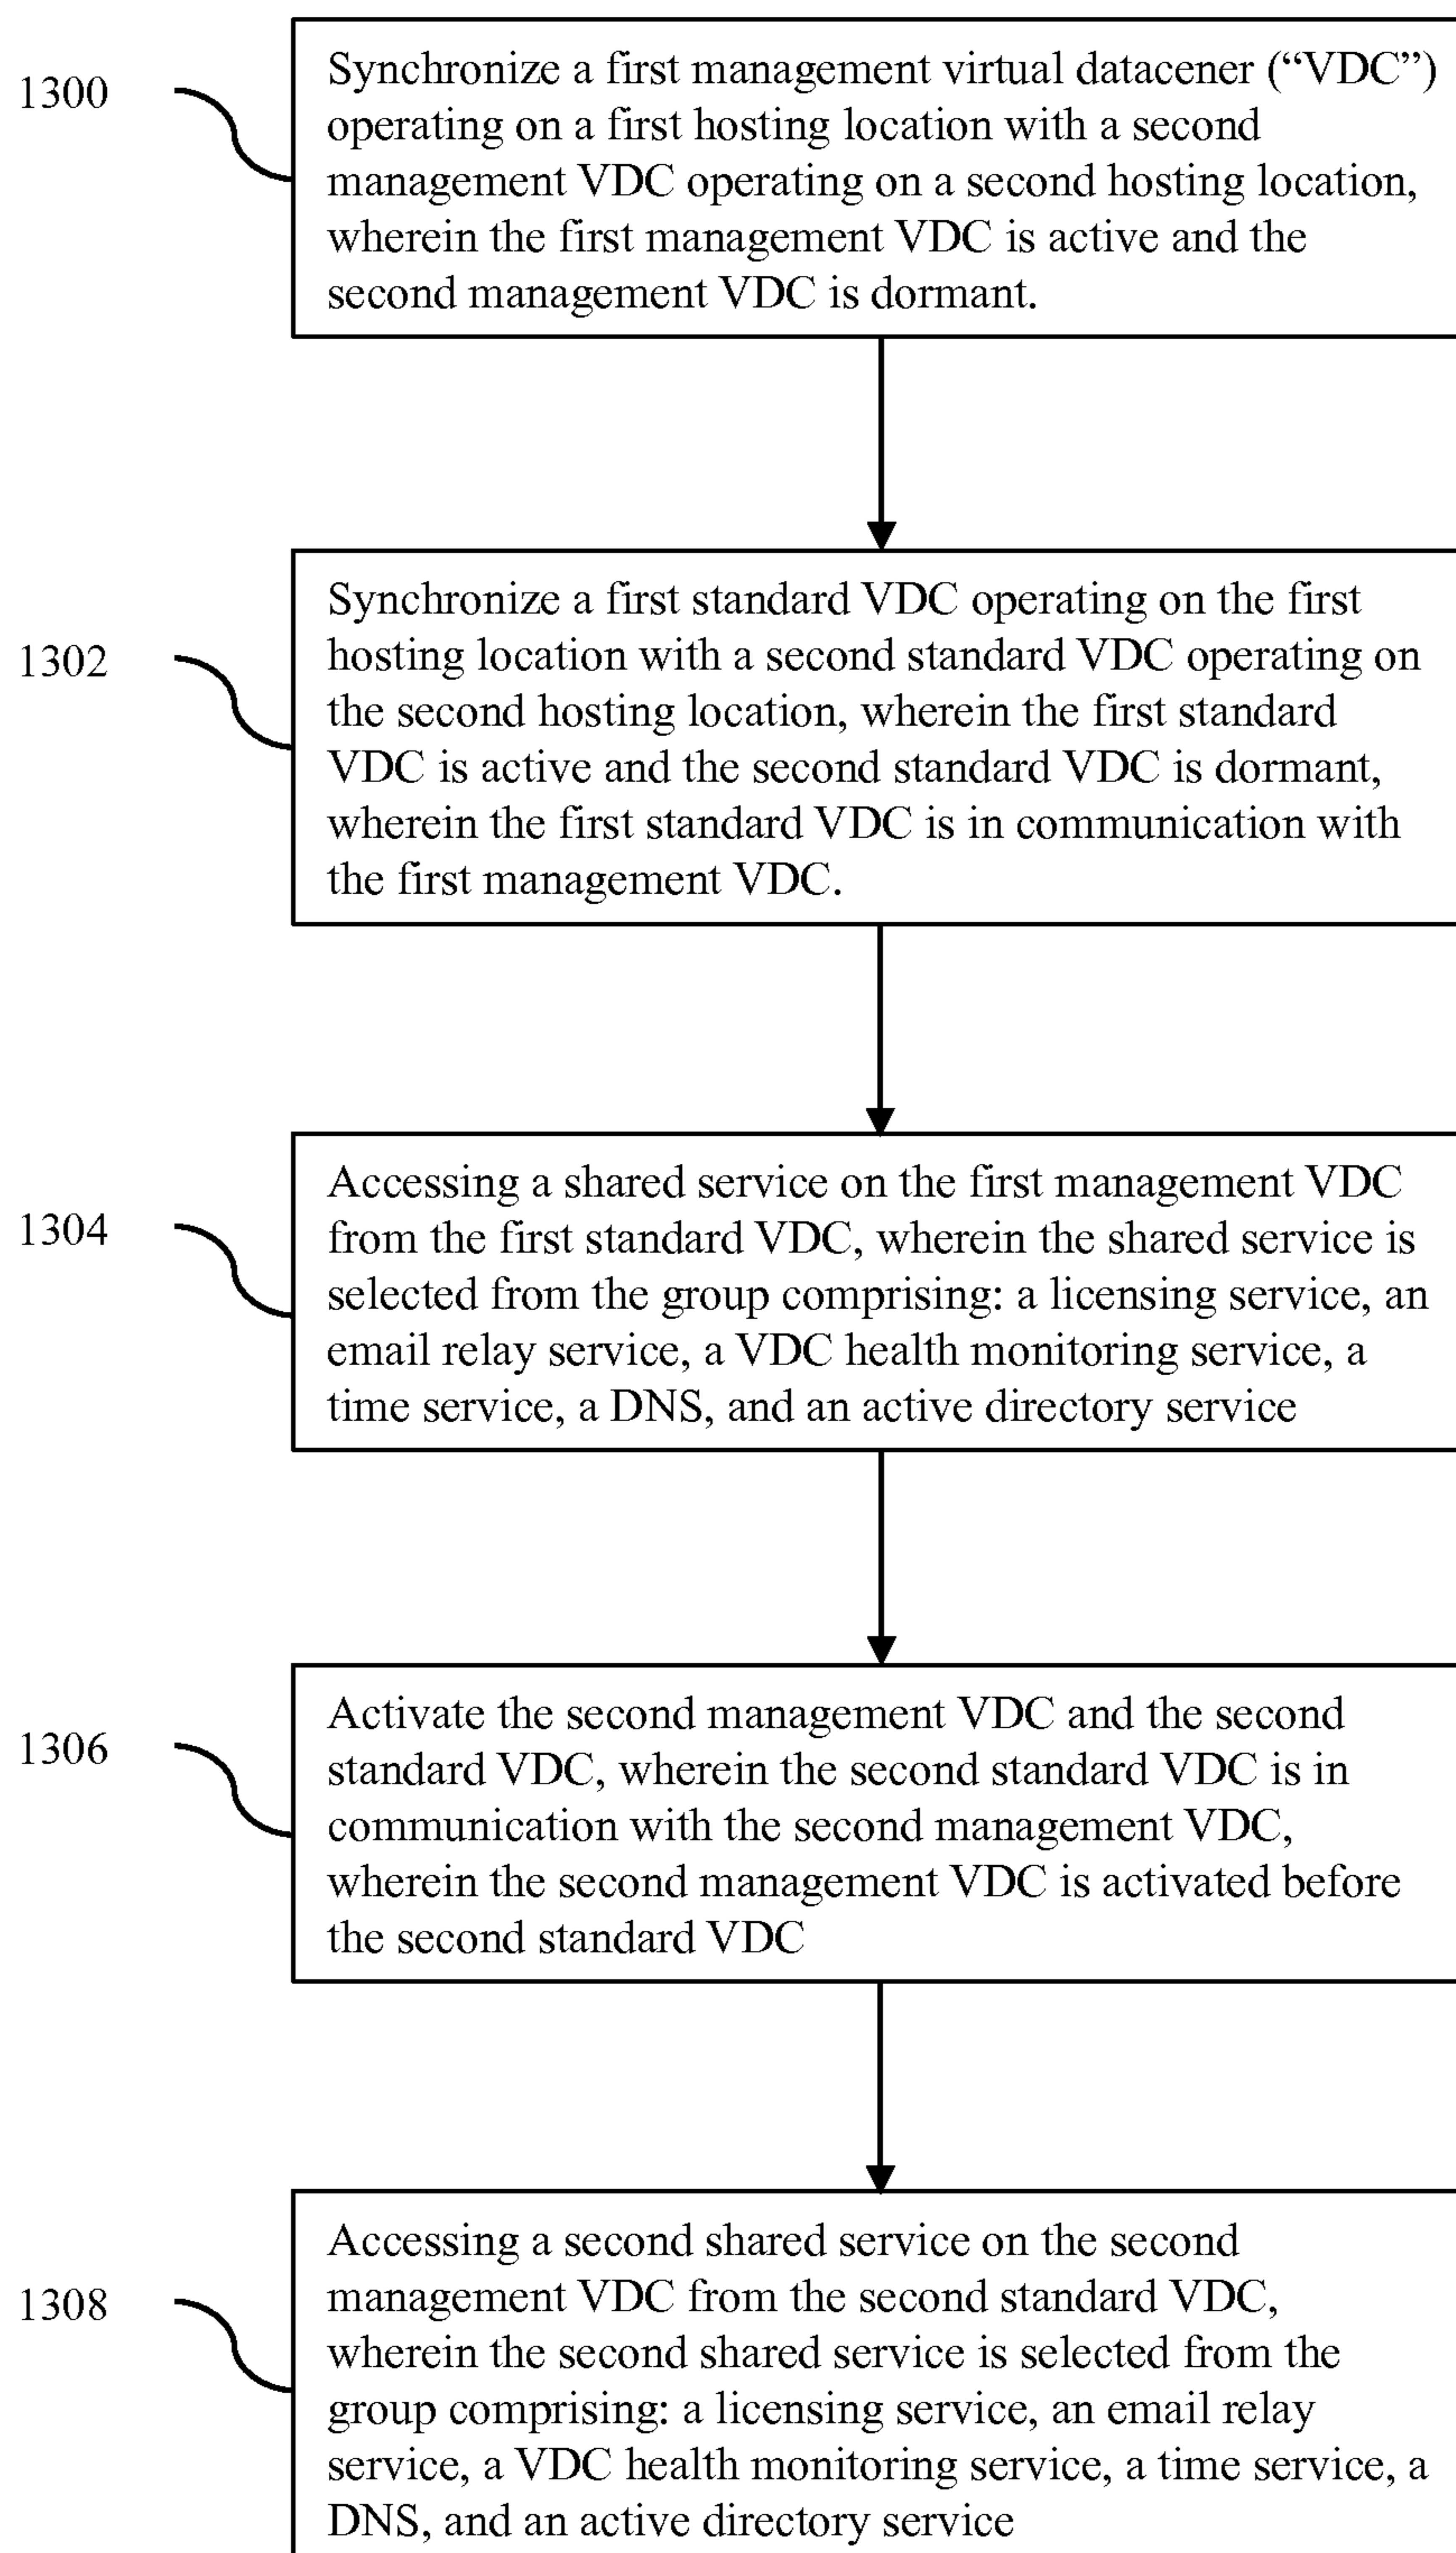 1300
Synchronize a first management virtual datacener (“VDC”)
operating on a first hosting location with a second
management VDC operating on a second hosting location,
wherein the first management VDC is active and the
second management VDC is dormant.
1302
Synchronize a first standard VDC operating on the first
hosting location with a second standard VDC operating on
the second hosting location, wherein the first standard
VDC is active and the second standard VDC is dormant,
wherein the first standard VDC is in communication with
the first management VDC.
1304
Accessing a shared service on the first management VDC
from the first standard VDC, wherein the shared service is
selected from the group comprising: a licensing service, an
email relay service, a VDC health monitoring service, a
time service, a DNS, and an active directory service
1306
Activate the second management VDC and the second
standard VDC, wherein the second standard VDC is in
communication with the second management VDC,
wherein the second management VDC is activated before
the second standard VDC
1308
Accessing a second shared service on the second
management VDC from the second standard VDC,
wherein the second shared service is selected from the
group comprising: a licensing service, an email relay
service, a VDC health monitoring service, a time service, a
DNS, and an active directory service